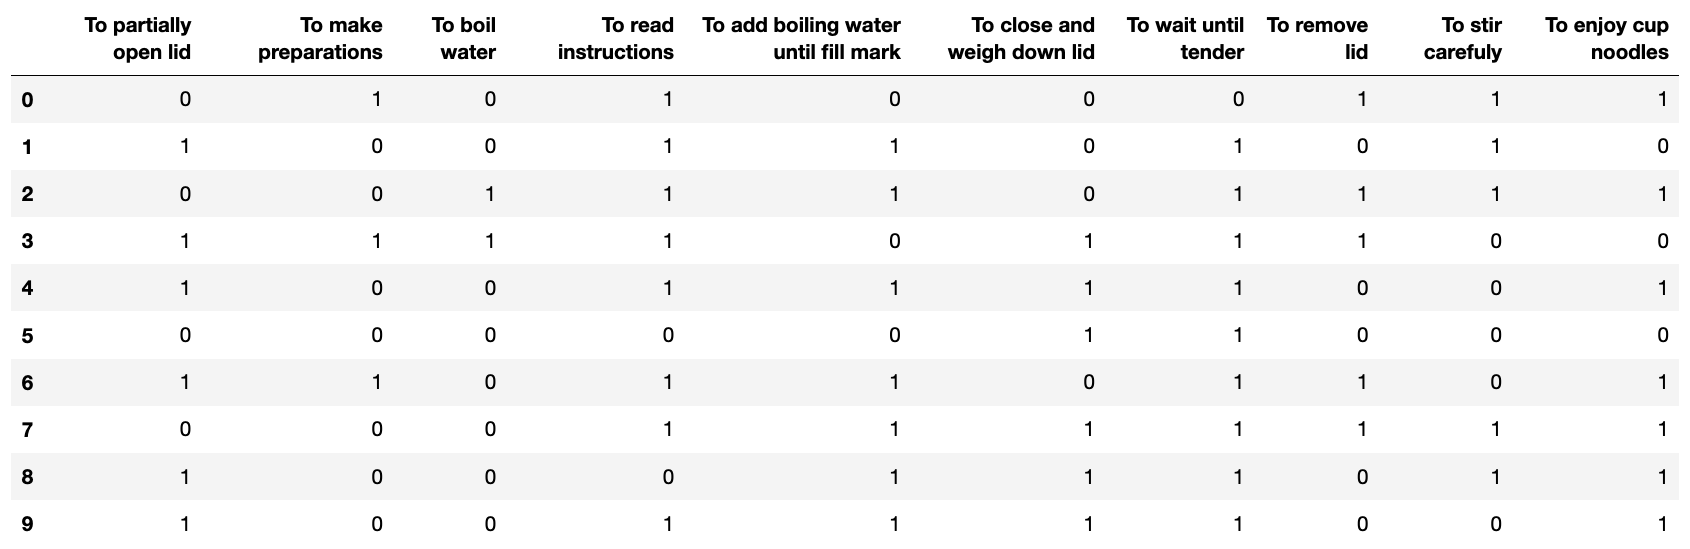 To partially To make To boil To read To add boiling water To close and To wait until To remove To stir To enjoy cup
open lid preparations water instructions until fill mark weigh down lid tender lid carefuly noodles
0 0 1 0 1 0 0 0 1 1 1
1 1 0 0 1 1 0 1 0 1 0
2 0 0 1 1 1 0 1 1 1 1
3 1 1 1 1 0 1 1 1 0 0
4 1 0 0 1 1 1 1 0 0 1
5 0 0 0 0 0 1 1 0 0 0
6 1 1 0 1 1 0 1 1 0 1
7 0 0 0 1 1 1 1 1 1 1
8 1 0 0 0 1 1 1 0 1 1
9 1 0 0 1 1 1 1 0 0 1